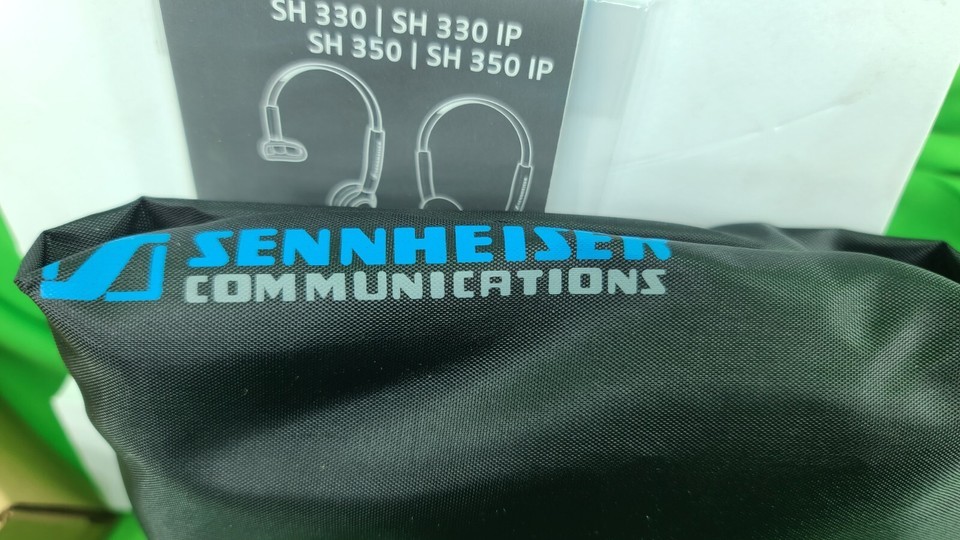 SH 330 | SH 330 IP
SH 350 | SH 350 IP
SENNHEISER
COMMUNICATIONS